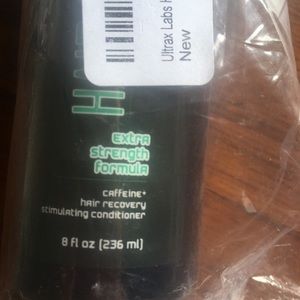 Ultrax Labs H
New
extra
strength
formula
caffeine+
hair recovery
stimulating conditioner
8 fl oz (236 ml)